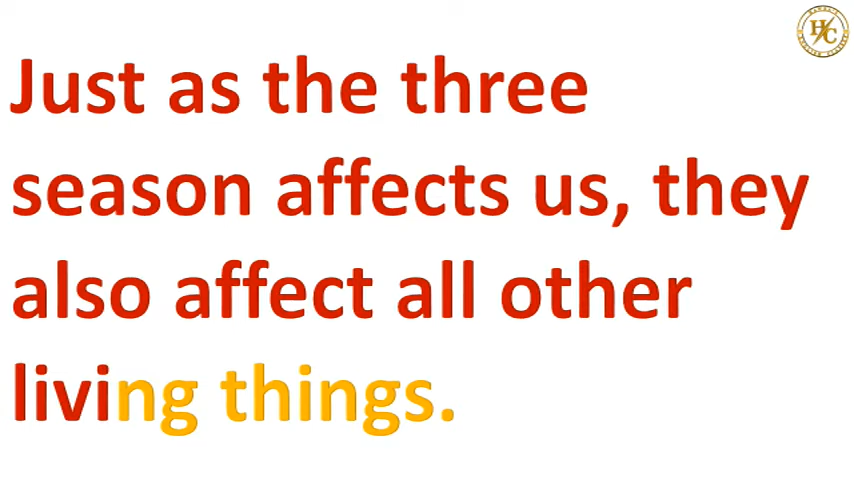 Just as the three
season affects us, they
also affect all other
living things.
H/C